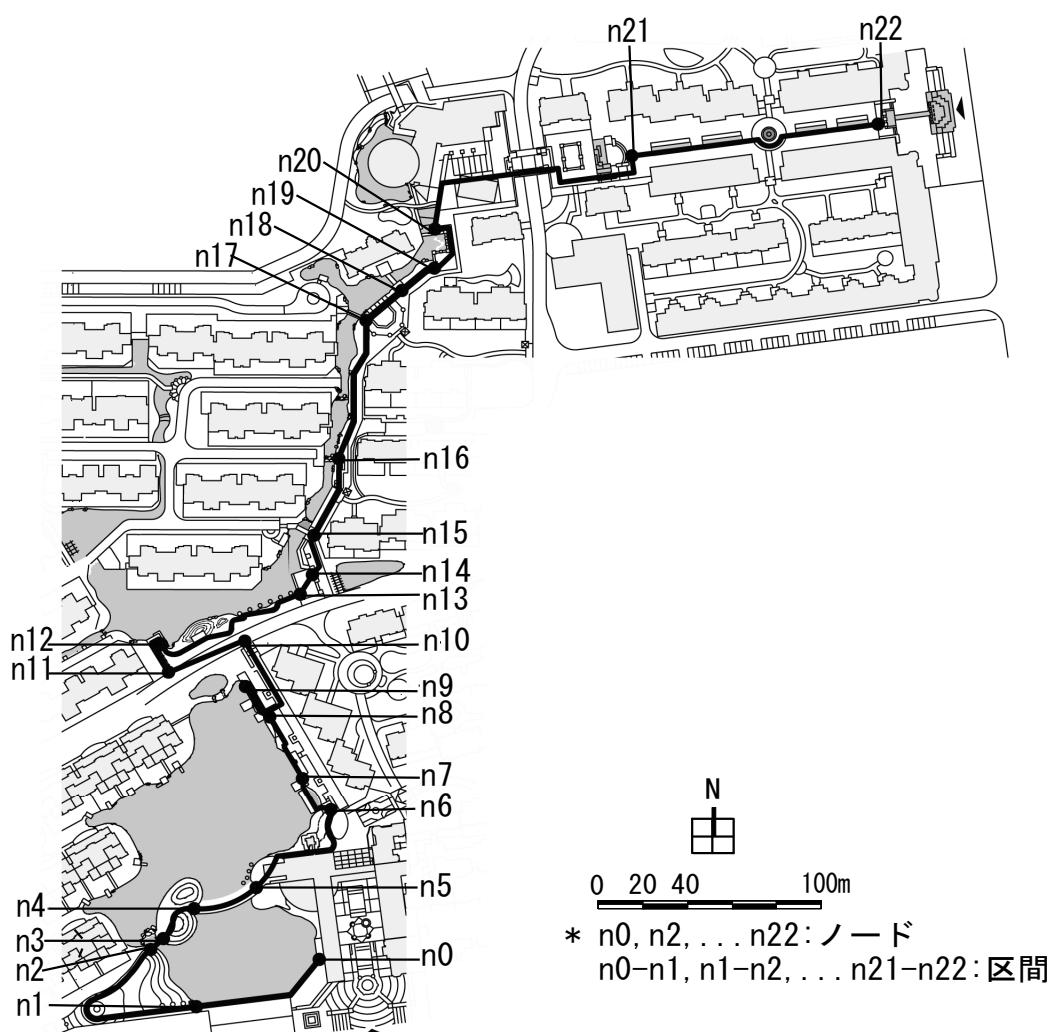 n21
n22
n20
n19
n18
n17
n16
n15
n14
n13
n12
n11
n10
n9
n8
n7
n6
n5
n4
n3
n2
n1
n0
N
0 20 40 100m
* n0, n2, ... n22: ノード
n0-n1, n1-n2, ... n21-n22: 区間